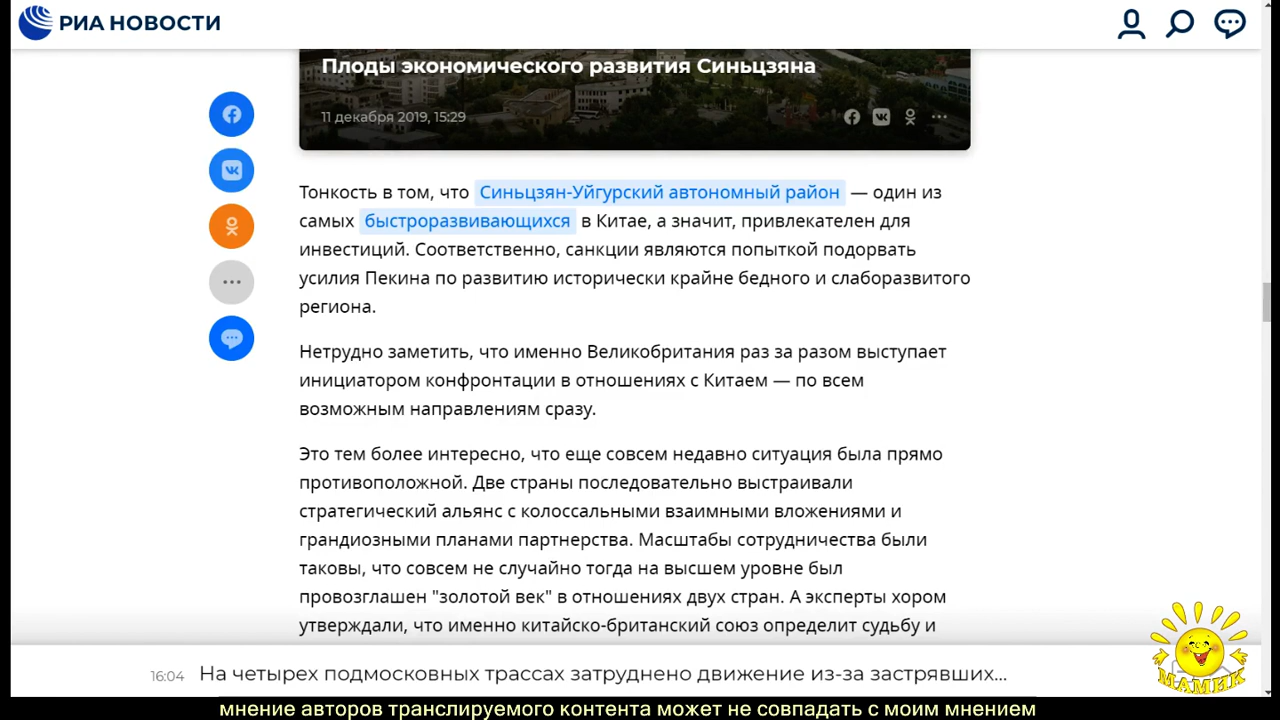 РИА НОВОСТИ
Плоды экономического развития Синьцзяна
11 декабря 2019, 15:29
Тонкость в том, что Синьцзян-Уйгурский автономный район — один из
самых быстроразвивающихся в Китае, а значит, привлекателен для
инвестиций. Соответственно, санкции являются попыткой подорвать
усилия Пекина по развитию исторически крайне бедного и слаборазвитого
региона.
Нетрудно заметить, что именно Великобритания раз за разом выступает
инициатором конфронтации в отношениях с Китаем — по всем
возможным направлениям сразу.
Это тем более интересно, что еще совсем недавно ситуация была прямо
противоположной. Две страны последовательно выстраивали
стратегический альянс с колоссальными взаимными вложениями и
грандиозными планами партнерства. Масштабы сотрудничества были
таковы, что совсем не случайно тогда на высшем уровне был
провозглашен "золотой век" в отношениях двух стран. А эксперты хором
утверждали, что именно китайско-британский союз определит судьбу и
16:04 На четырех подмосковных трассах затруднено движение из-за застрявших...
МАМИК
мнение авторов транслируемого контента может не совпадать с моим мнением